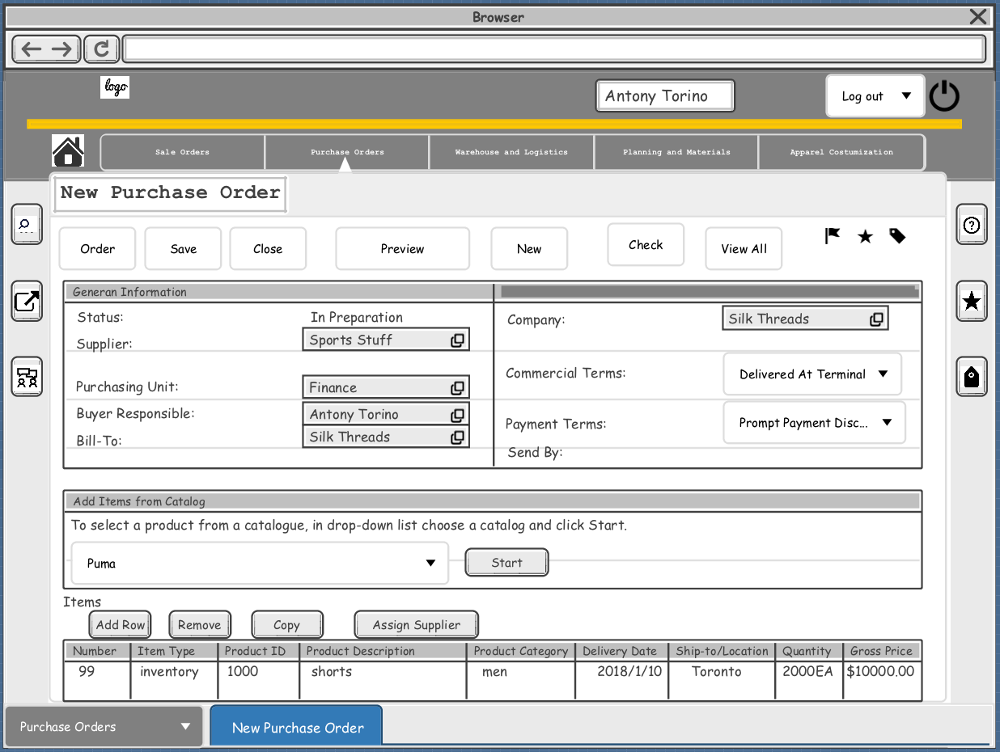 Browser
logo
Antony Torino
Log out
Sale Orders
Purchase Orders
Warehouse and Logistics
Planning and Materials
Apparel Costumization
New Purchase Order
Order
Save
Close
Preview
New
Check
View All
Generan Information
Status:
In Preparation
Supplier:
Sports Stuff
Purchasing Unit:
Finance
Buyer Responsible:
Antony Torino
Bill-To:
Silk Threads
Company:
Silk Threads
Commercial Terms:
Delivered At Terminal
Payment Terms:
Prompt Payment Disc...
Send By:
Add Items from Catalog
To select a product from a catalogue, in drop-down list choose a catalog and click Start.
Puma
Start
Items
Add Row
Remove
Copy
Assign Supplier
Number Item Type Product ID Product Description Product Category Delivery Date Ship-to/Location Quantity Gross Price
99 inventory 1000 shorts men 2018/1/10 Toronto 2000EA $10000.00
Purchase Orders
New Purchase Order